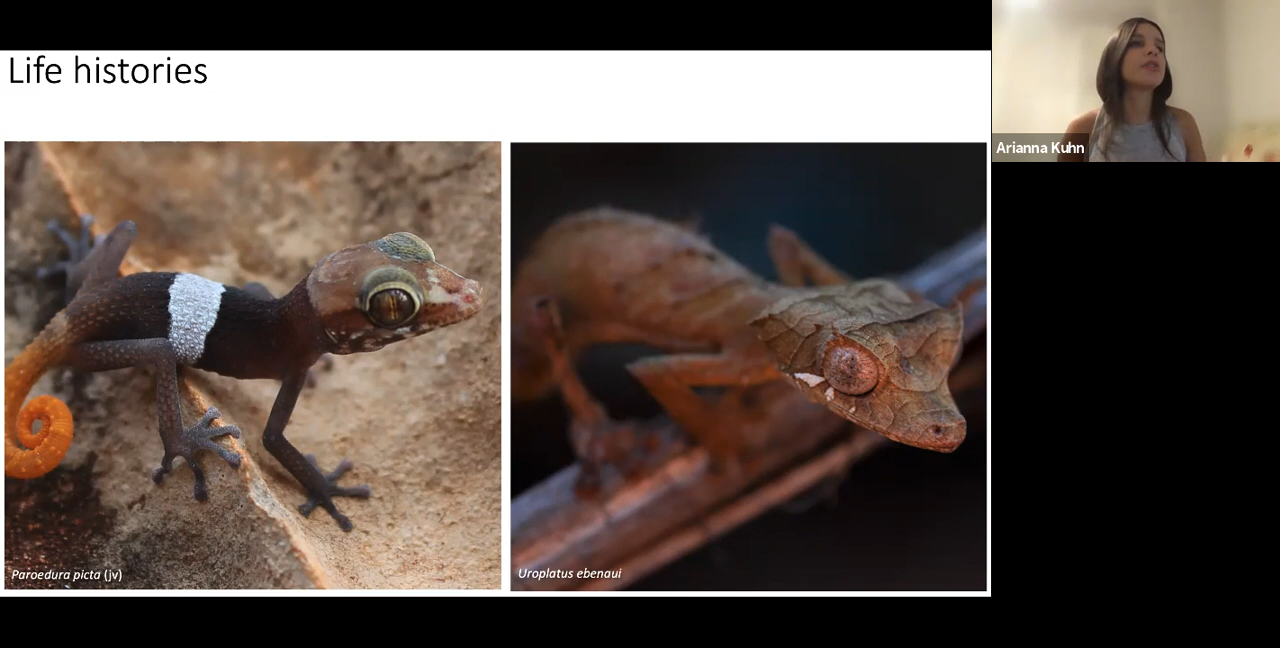 Life histories
Arianna Kuhn
Paroedura picta (jv)
Uroplatus ebenaui